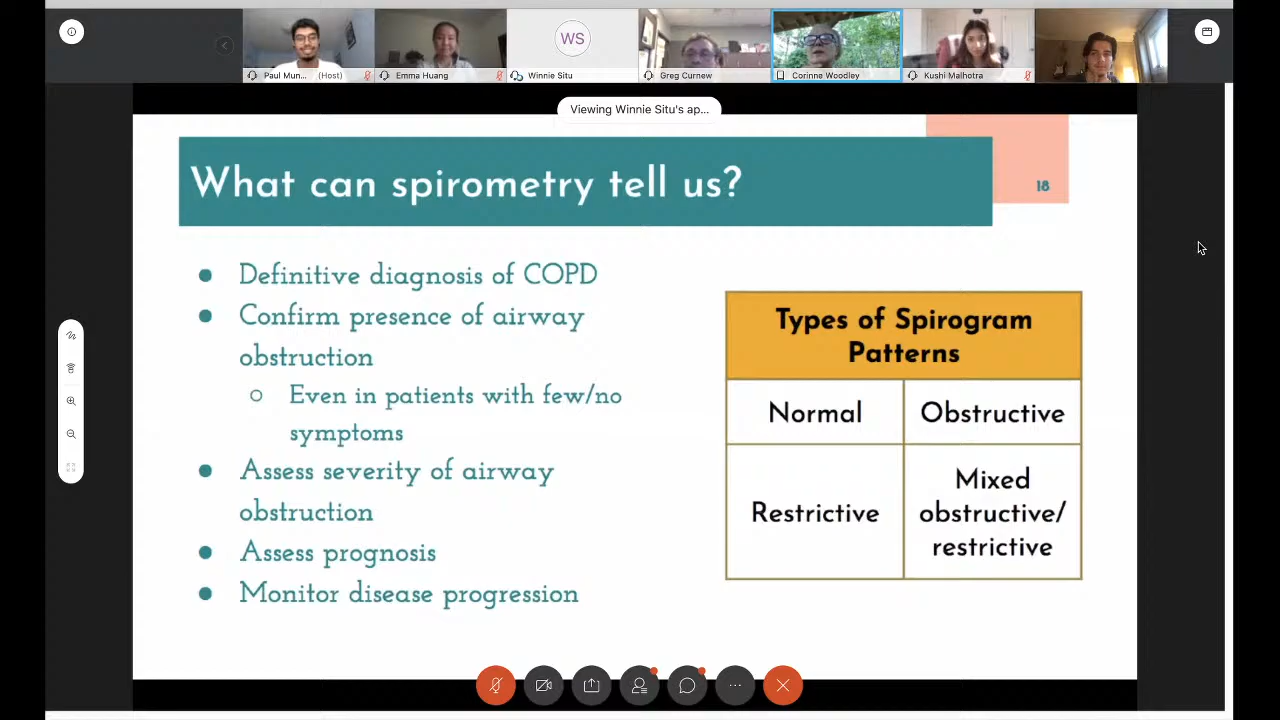 WS
Paul Mun... (Host)
Emma Huang
Winnie Situ
Greg Curnew
Corinne Woodley
Kushi Malhotra
Viewing Winnie Situ's ap...
What can spirometry tell us?
18
Definitive diagnosis of COPD
Confirm presence of airway
obstruction
Even in patients with few/no
symptoms
Assess severity of airway
obstruction
Assess prognosis
Monitor disease progression
Types of Spirogram
Patterns
Normal
Obstructive
Restrictive
Mixed
obstructive/
restrictive